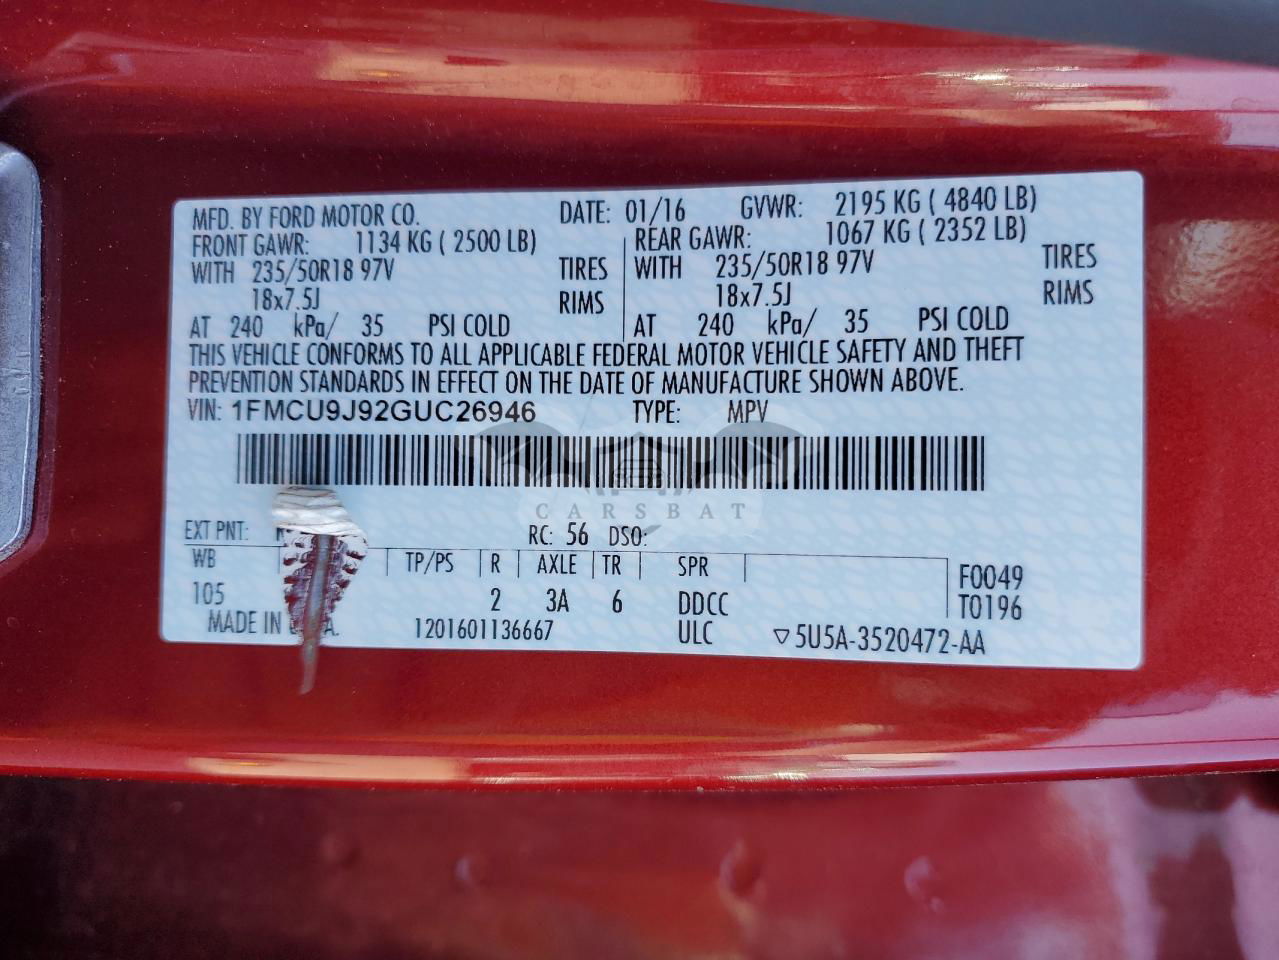 MFD. BY FORD MOTOR CO. DATE: 01/16 GVWR: 2195 KG ( 4840 LB)
FRONT GAWR: 1134 KG ( 2500 LB) REAR GAWR: 1067 KG ( 2352 LB)
WITH 235/50R18 97V TIRES WITH 235/50R18 97V TIRES
18x7.5J RIMS 18x7.5J RIMS
AT 240 kPa/ 35 PSI COLD AT 240 kPa/ 35 PSI COLD
THIS VEHICLE CONFORMS TO ALL APPLICABLE FEDERAL MOTOR VEHICLE SAFETY AND THEFT
PREVENTION STANDARDS IN EFFECT ON THE DATE OF MANUFACTURE SHOWN ABOVE.
VIN: 1FMCU9J92GUC26946 TYPE: MPV
CARSBAT
EXT PNT: RC: 56 DSO:
WB TP/PS R AXLE TR SPR F0049
105 2 3A 6 DDCC T0196
MADE IN 1201601136667 ULC ▽5U5A-3520472-AA